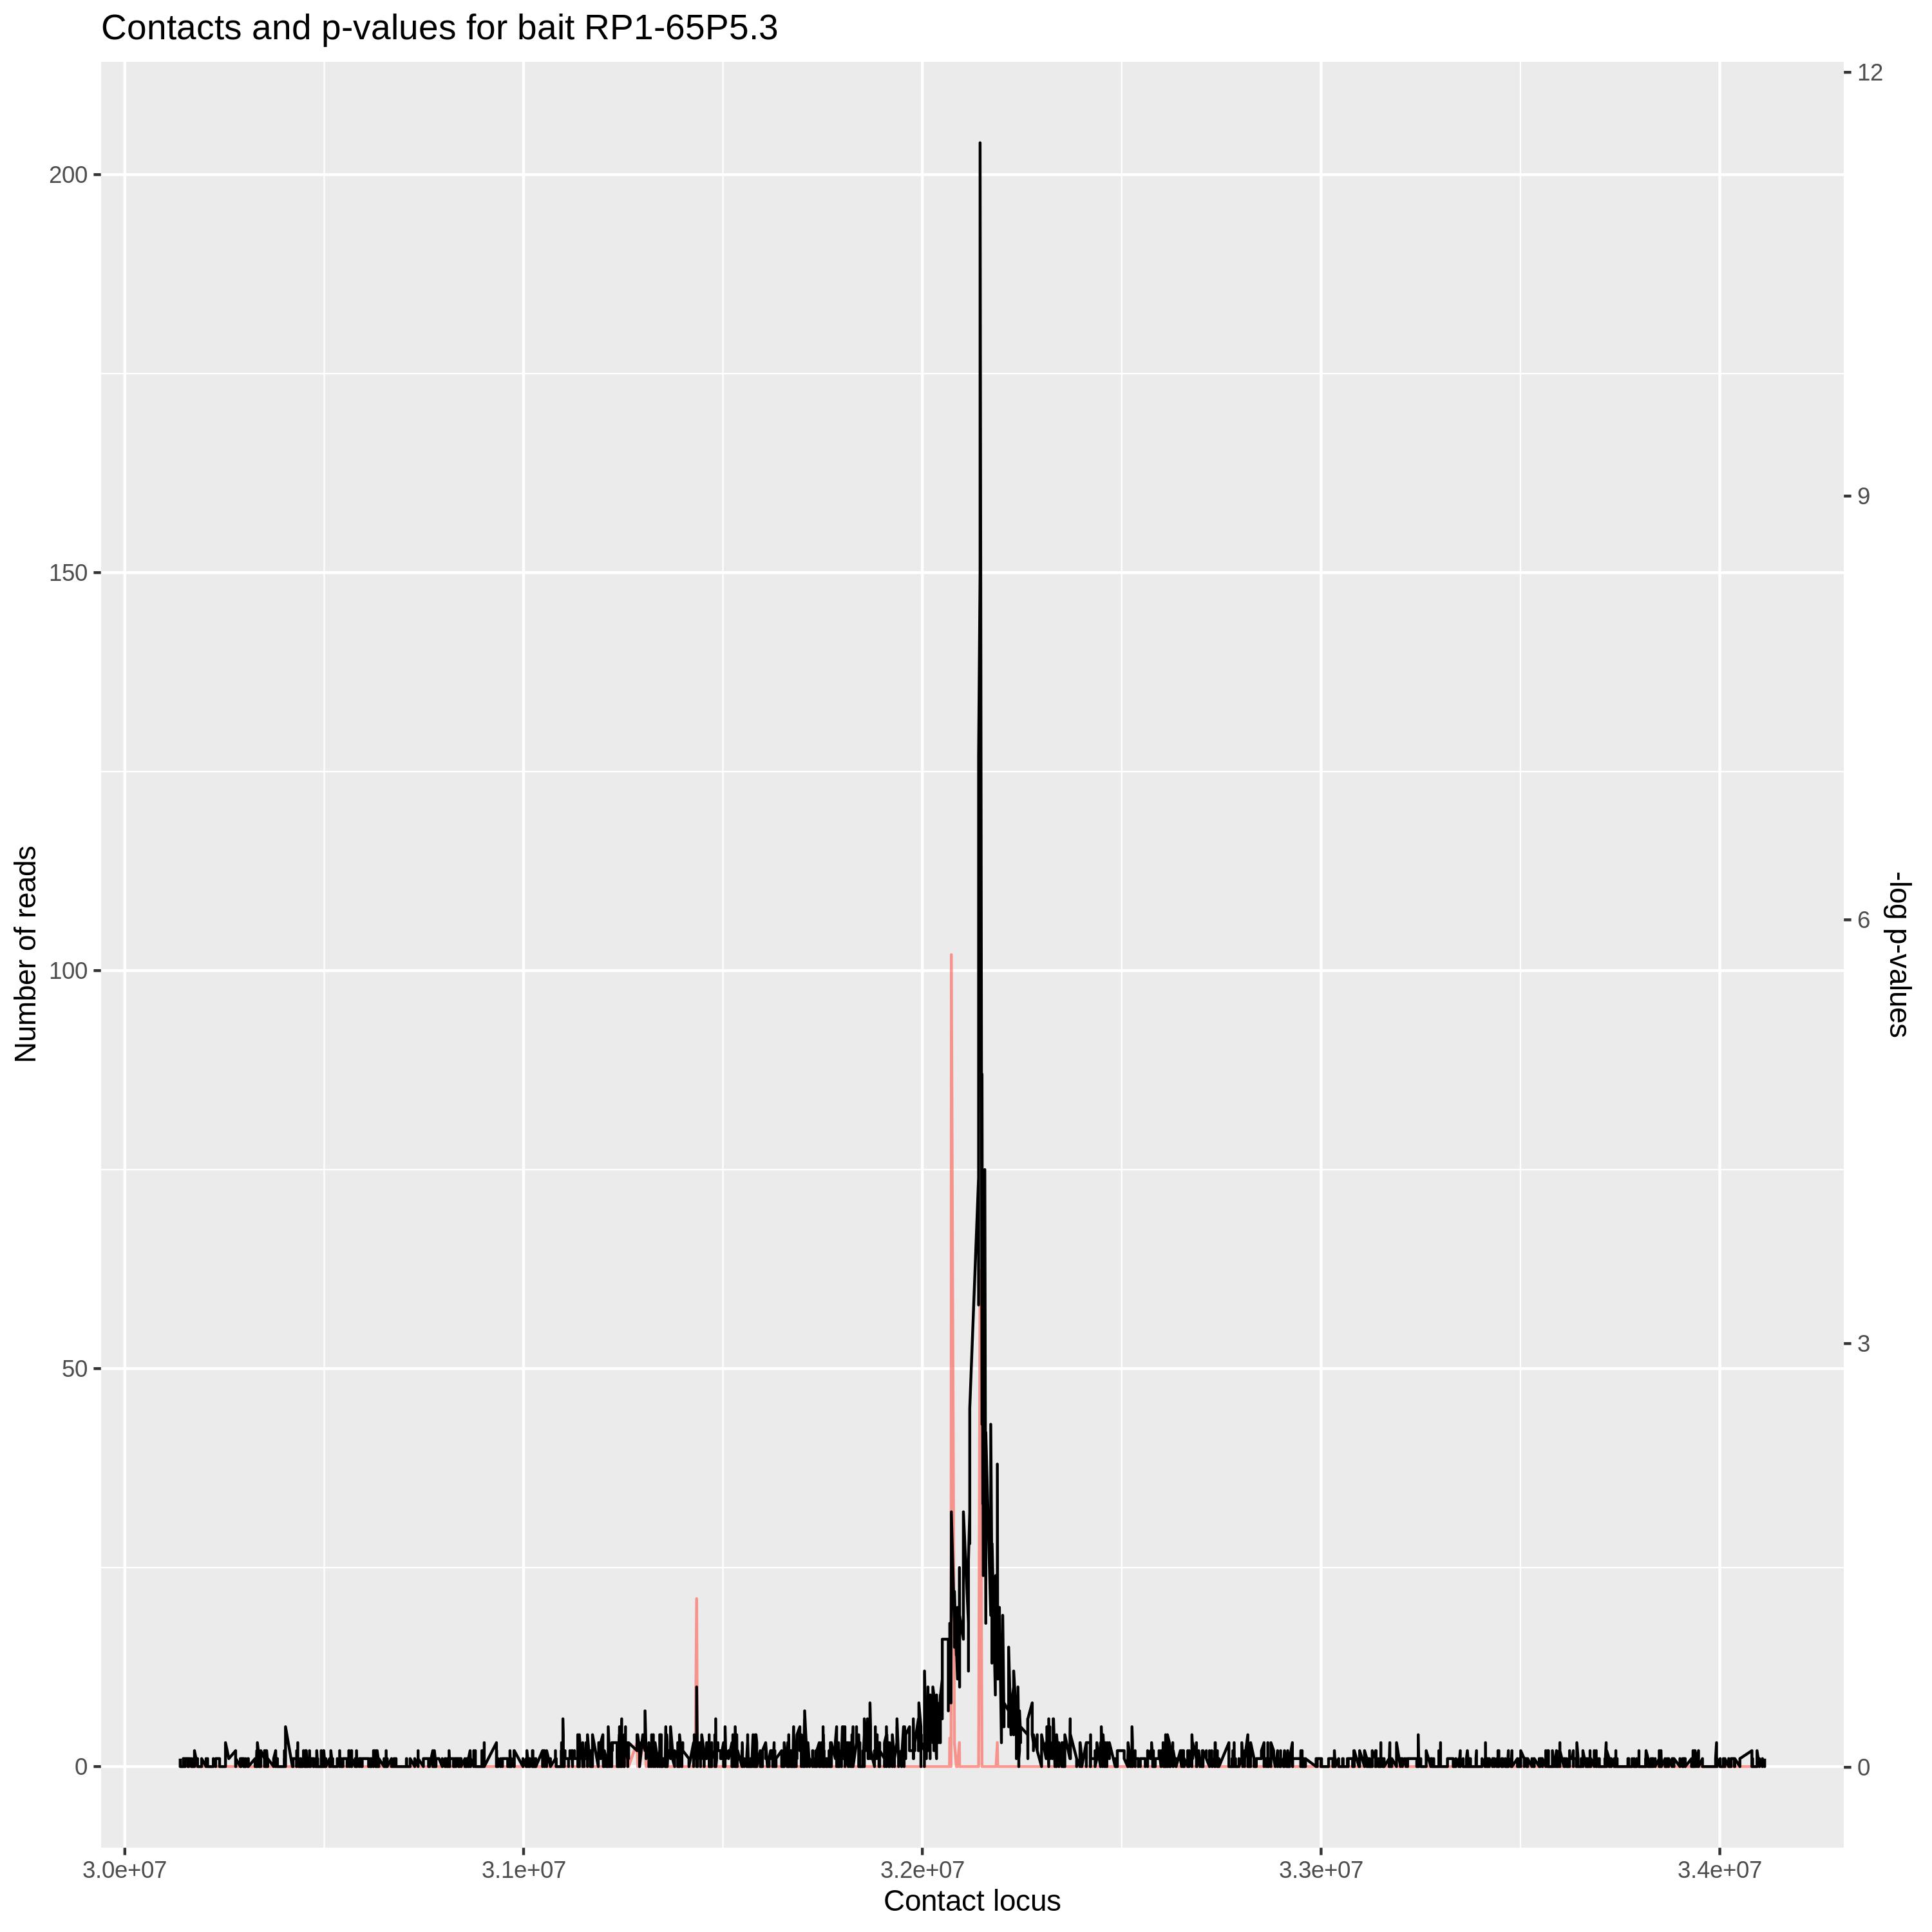 Contacts and p-values for bait RP1-65P5.3
12
200
9
150
Number of reads
-log p-values
6
100
3
50
0
0
3.0e+07 3.1e+07 3.2e+07 3.3e+07 3.4e+07
Contact locus